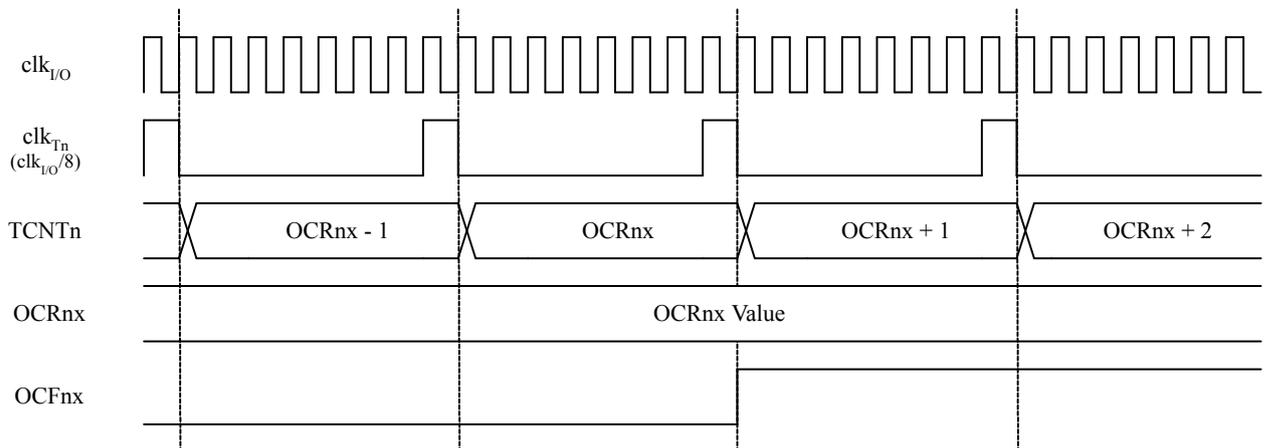 clkI/O
clkTn
(clkI/O/8)
TCNTn OCRnx - 1 OCRnx OCRnx + 1 OCRnx + 2
OCRnx OCRnx Value
OCFnx